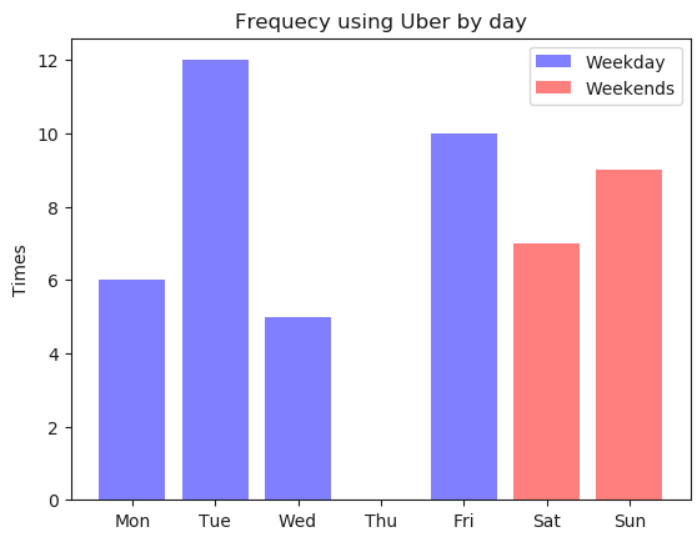 Frequecy using Uber by day
Weekday
Weekends
Times
12
10
8
6
4
2
0
Mon Tue Wed Thu Fri Sat Sun